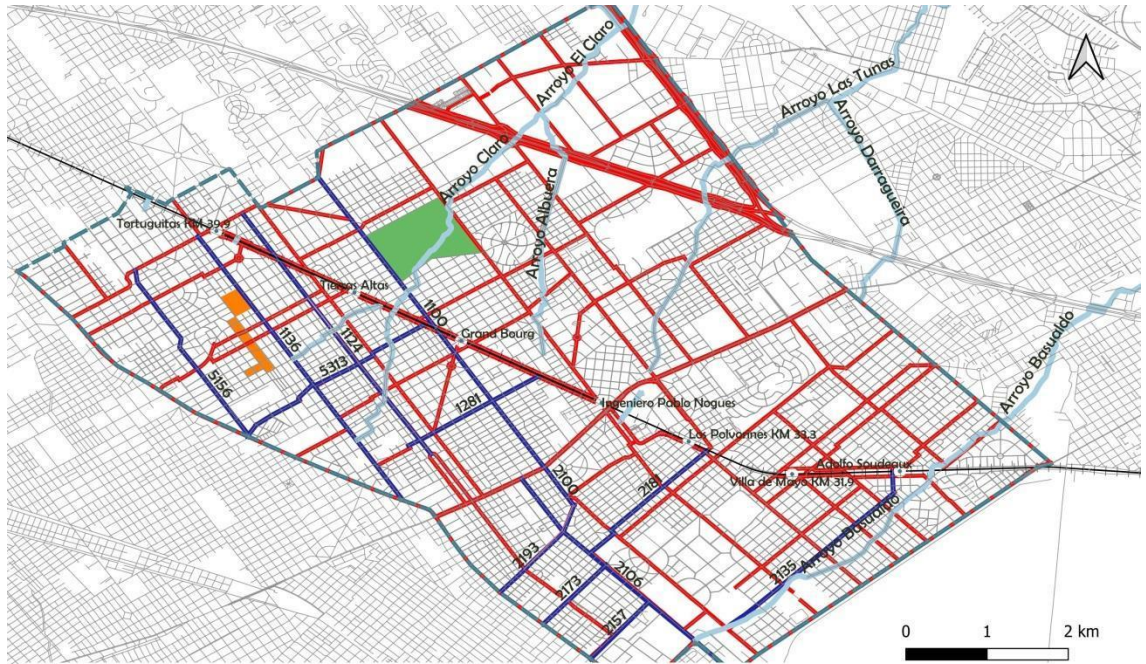 Arroyo El Claro
Arroyo Las Tunas
Arroyo Darragueira
Arroyo Claro
Arroyo Albuera
Tortuguitas KM 39.9
Tierras Altas
1100
Grand Bourg
1136
1124
5313
5156
1281
Arroyo Basualdo
Ingeniero Pablo Nogues
Los Polvorines KM 33.3
Adolfo Sourdeaux
Villa de Mayo KM 31.9
2100
218
Arroyo Basualdo
2193
2173
2106
2135
2157
0 1 2 km